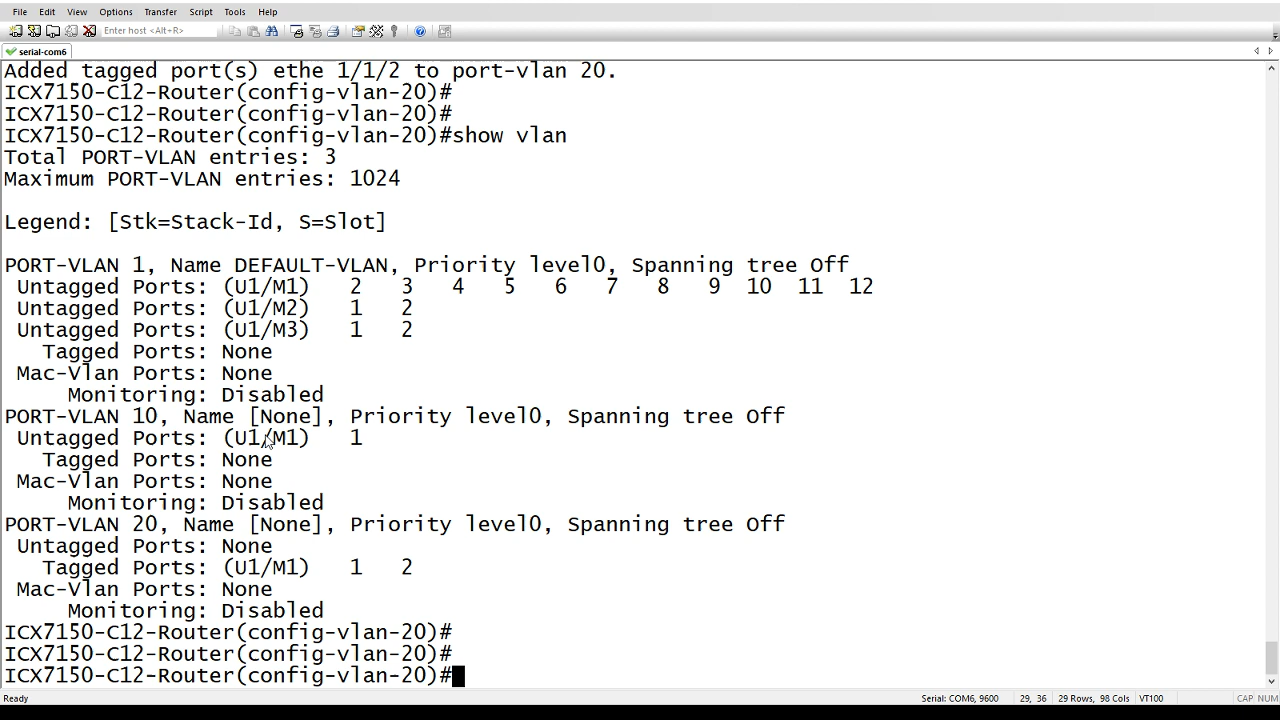 File Edit View Options Transfer Script Tools Help
Enter host <Alt+R>
serial-com6
Added tagged port(s) ethe 1/1/2 to port-vlan 20.
ICX7150-C12-Router(config-vlan-20)#
ICX7150-C12-Router(config-vlan-20)#
ICX7150-C12-Router(config-vlan-20)#show vlan
Total PORT-VLAN entries: 3
Maximum PORT-VLAN entries: 1024
Legend: [Stk=Stack-Id, S=Slot]
PORT-VLAN 1, Name DEFAULT-VLAN, Priority level0, Spanning tree Off
Untagged Ports: (U1/M1) 2 3 4 5 6 7 8 9 10 11 12
Untagged Ports: (U1/M2) 1 2
Untagged Ports: (U1/M3) 1 2
Tagged Ports: None
Mac-Vlan Ports: None
Monitoring: Disabled
PORT-VLAN 10, Name [None], Priority level0, Spanning tree Off
Untagged Ports: (U1/M1) 1
Tagged Ports: None
Mac-Vlan Ports: None
Monitoring: Disabled
PORT-VLAN 20, Name [None], Priority level0, Spanning tree Off
Untagged Ports: None
Tagged Ports: (U1/M1) 1 2
Mac-Vlan Ports: None
Monitoring: Disabled
ICX7150-C12-Router(config-vlan-20)#
ICX7150-C12-Router(config-vlan-20)#
ICX7150-C12-Router(config-vlan-20)#
Ready Serial: COM6, 9600 29, 36 29 Rows, 98 Cols VT100 CAP NUM